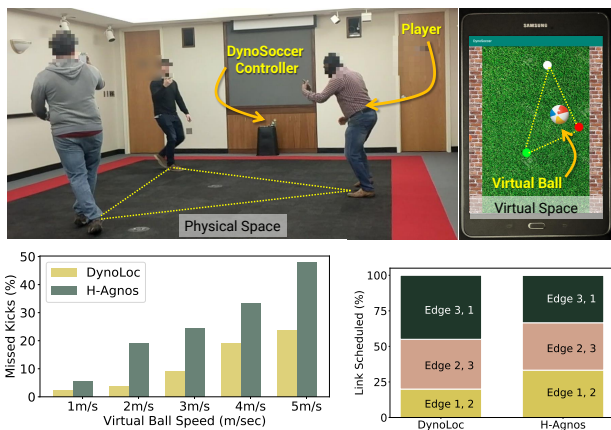 DynoSoccer
Controller
Player
Physical Space
SAMSUNG
DynoSoccer
Virtual Ball
Virtual Space
Missed Kicks (%)
50
40
30
20
10
0
DynoLoc
H-Agnos
1m/s 2m/s 3m/s 4m/s 5m/s
Virtual Ball Speed (m/sec)
Link Scheduled (%)
100
75
50
25
0
Edge 3, 1
Edge 2, 3
Edge 1, 2
Edge 3, 1
Edge 2, 3
Edge 1, 2
DynoLoc H-Agnos